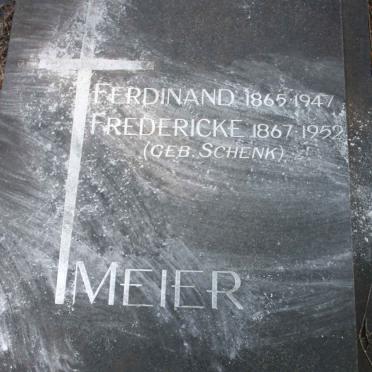 FERDINAND 1865-1947
FREDERICKE 1867-1952
(GEB. SCHENK)
MEIER